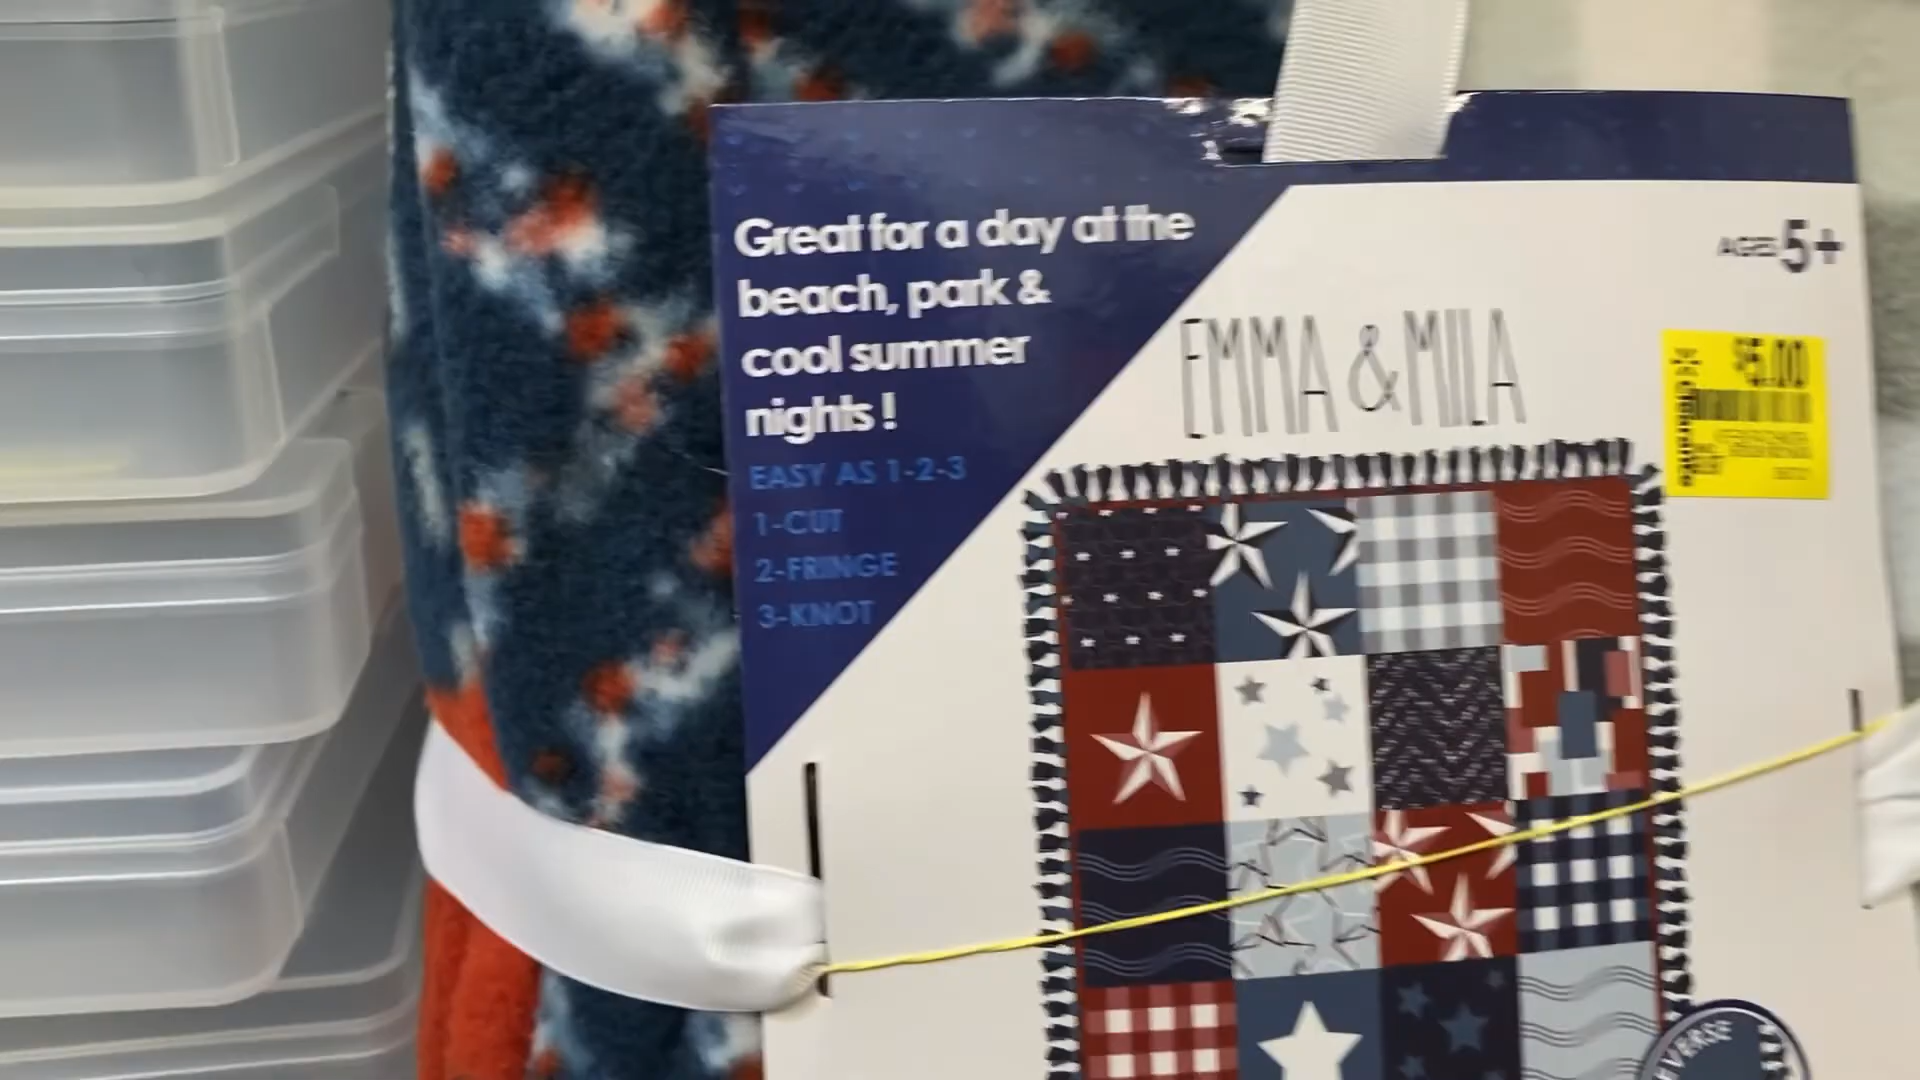 Great for a day at the
beach, park &
cool summer
nights !
EASY AS 1-2-3
1-CUT
2-FRINGE
3-KNOT
AGES 5+
EMMA & MILA
$5.00
Clearance